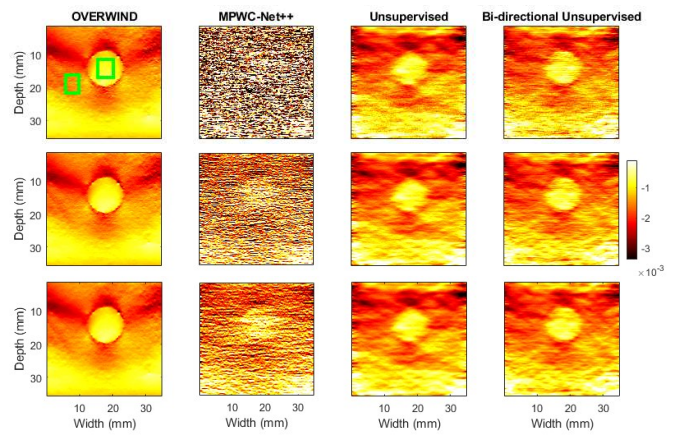 OVERWIND MPWC-Net++ Unsupervised Bi-directional Unsupervised
Depth (mm)
10
20
30
Depth (mm)
10
20
30
-1
-2
-3
×10⁻³
Depth (mm)
10
20
30
10 20 30 10 20 30 10 20 30 10 20 30
Width (mm) Width (mm) Width (mm) Width (mm)